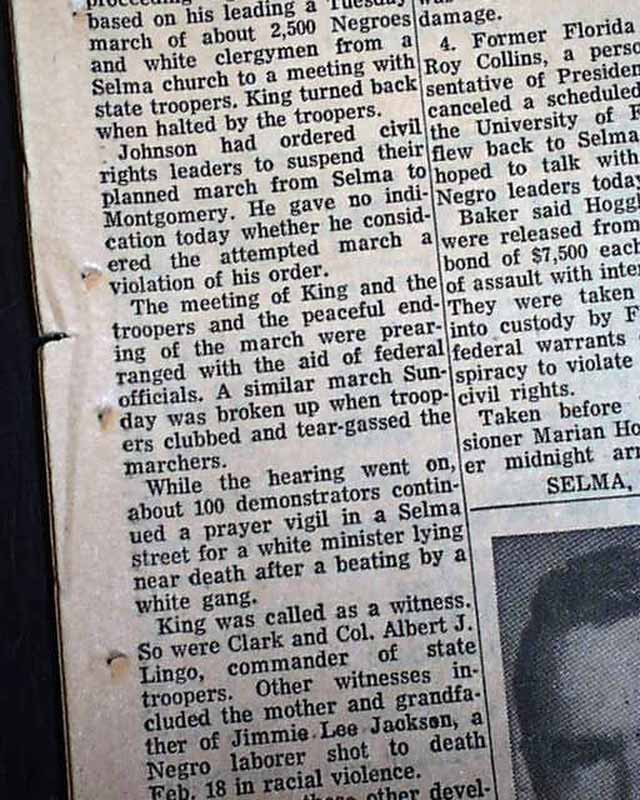 based on his leading a Tuesday
march of about 2,500 Negroes
and white clergymen from a
Selma church to a meeting with
state troopers. King turned back
when halted by the troopers.
Johnson had ordered civil
rights leaders to suspend their
planned march from Selma to
Montgomery. He gave no indi-
cation today whether he consid-
ered the attempted march a
violation of his order.
The meeting of King and the
troopers and the peaceful end-
ing of the march were prear-
ranged with the aid of federal
officials. A similar march Sun-
day was broken up when troop-
ers clubbed and tear-gassed the
marchers.
While the hearing went on,
about 100 demonstrators contin-
ued a prayer vigil in a Selma
street for a white minister lying
near death after a beating by a
white gang.
King was called as a witness.
So were Clark and Col. Albert J.
Lingo, commander of state
troopers. Other witnesses in-
cluded the mother and grandfa-
ther of Jimmie Lee Jackson, a
Negro laborer shot to death
Feb. 18 in racial violence.
other devel-
damage.
4. Former Florida
Roy Collins, a perso
sentative of Presiden
canceled a scheduled
the University of
flew back to Selma
hoped to talk with
Negro leaders today
Baker said Hoggl
were released from
bond of $7,500 each
of assault with inte
They were taken
into custody by F
federal warrants
spiracy to violate
civil rights.
Taken before
sioner Marian Ho
er midnight arr
SELMA,